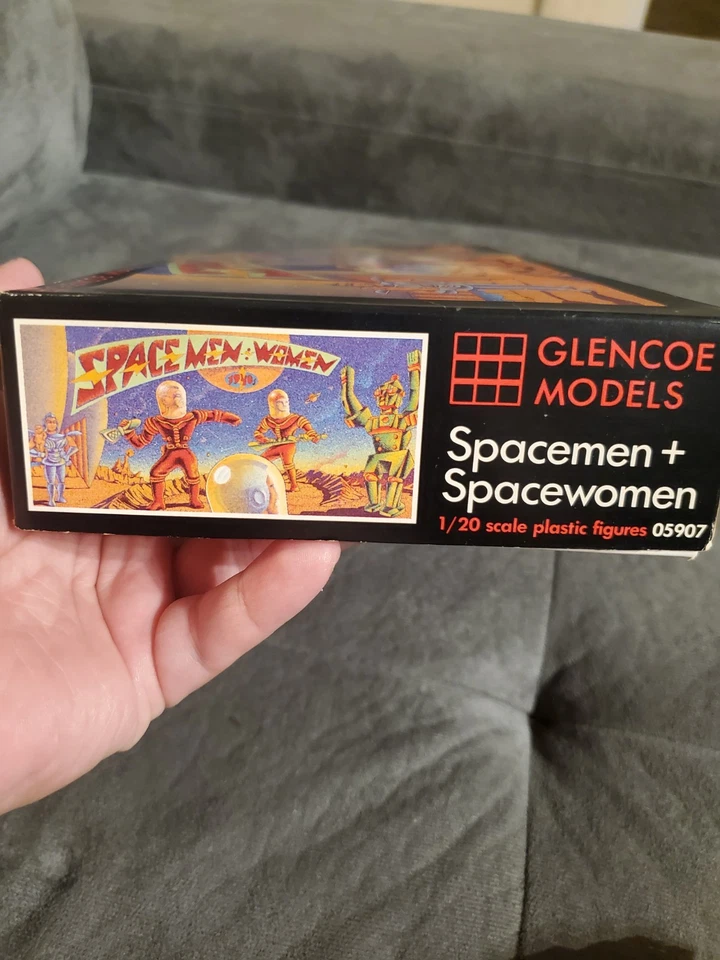 SPACE MEN + WOMEN
GLENCOE
MODELS
Spacemen +
Spacewomen
1/20 scale plastic figures 05907